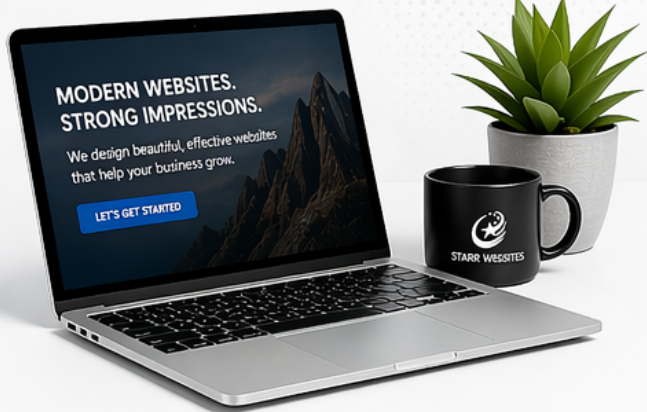 MODERN WEBSITES.
STRONG IMPRESSIONS.
We design beautiful, effective websites
that help your business grow.
LET'S GET STARTED
STARR WEBSITES